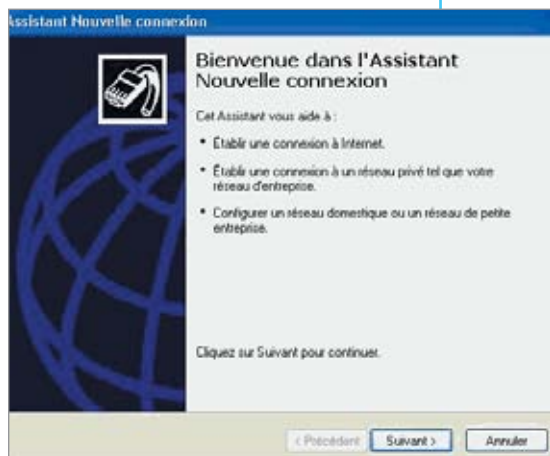 Assistant Nouvelle connexion
Bienvenue dans l'Assistant
Nouvelle connexion
Cet Assistant vous aide à :
• Établir une connexion à Internet.
• Établir une connexion à un réseau privé tel que votre
réseau d'entreprise.
• Configurer un réseau domestique ou un réseau de petite
entreprise.
Cliquez sur Suivant pour continuer.
< Précédent
Suivant >
Annuler